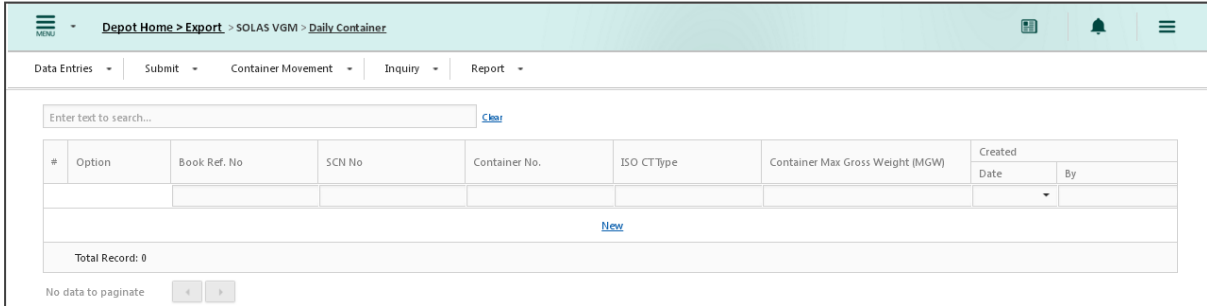 MENU
Depot Home > Export > SOLAS VGM > Daily Container
Data Entries Submit Container Movement Inquiry Report
Enter text to search... Clear
# Option Book Ref. No SCN No Container No. ISO CT Type Container Max Gross Weight (MGW) Created
Date By
New
Total Record: 0
No data to paginate